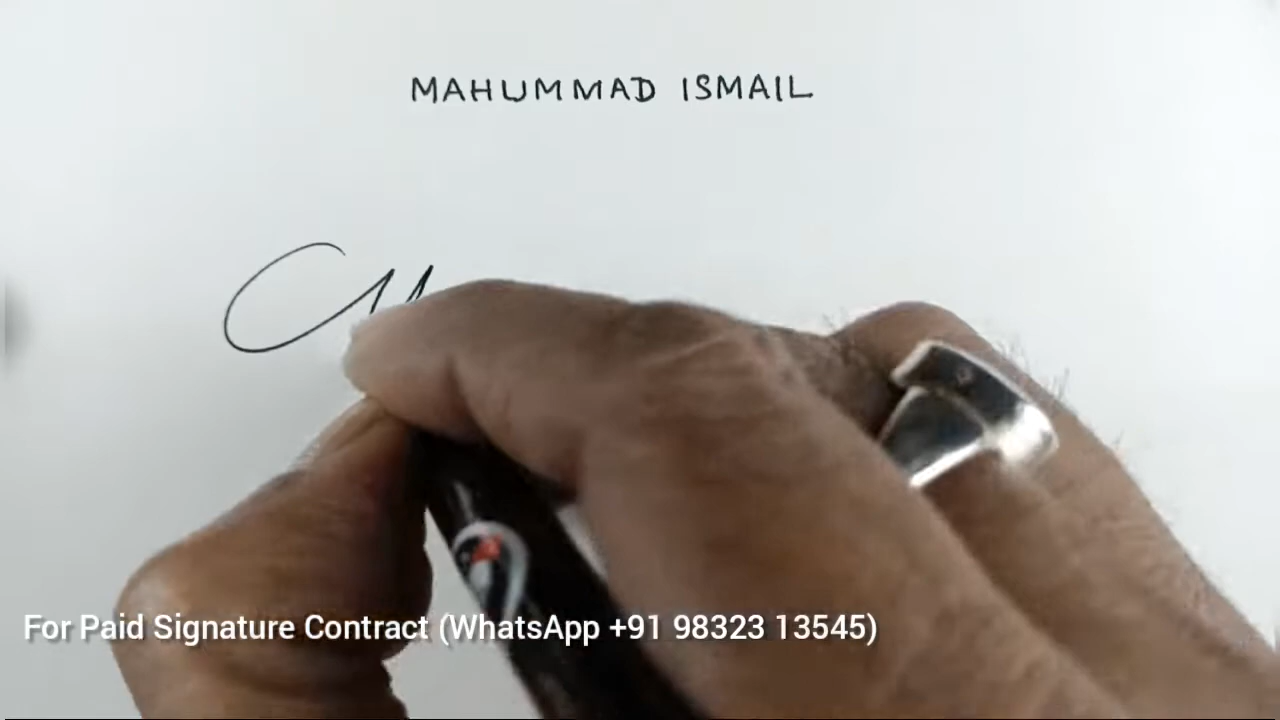 MAHUMMAD ISMAIL
For Paid Signature Contract (WhatsApp +91 98323 13545)